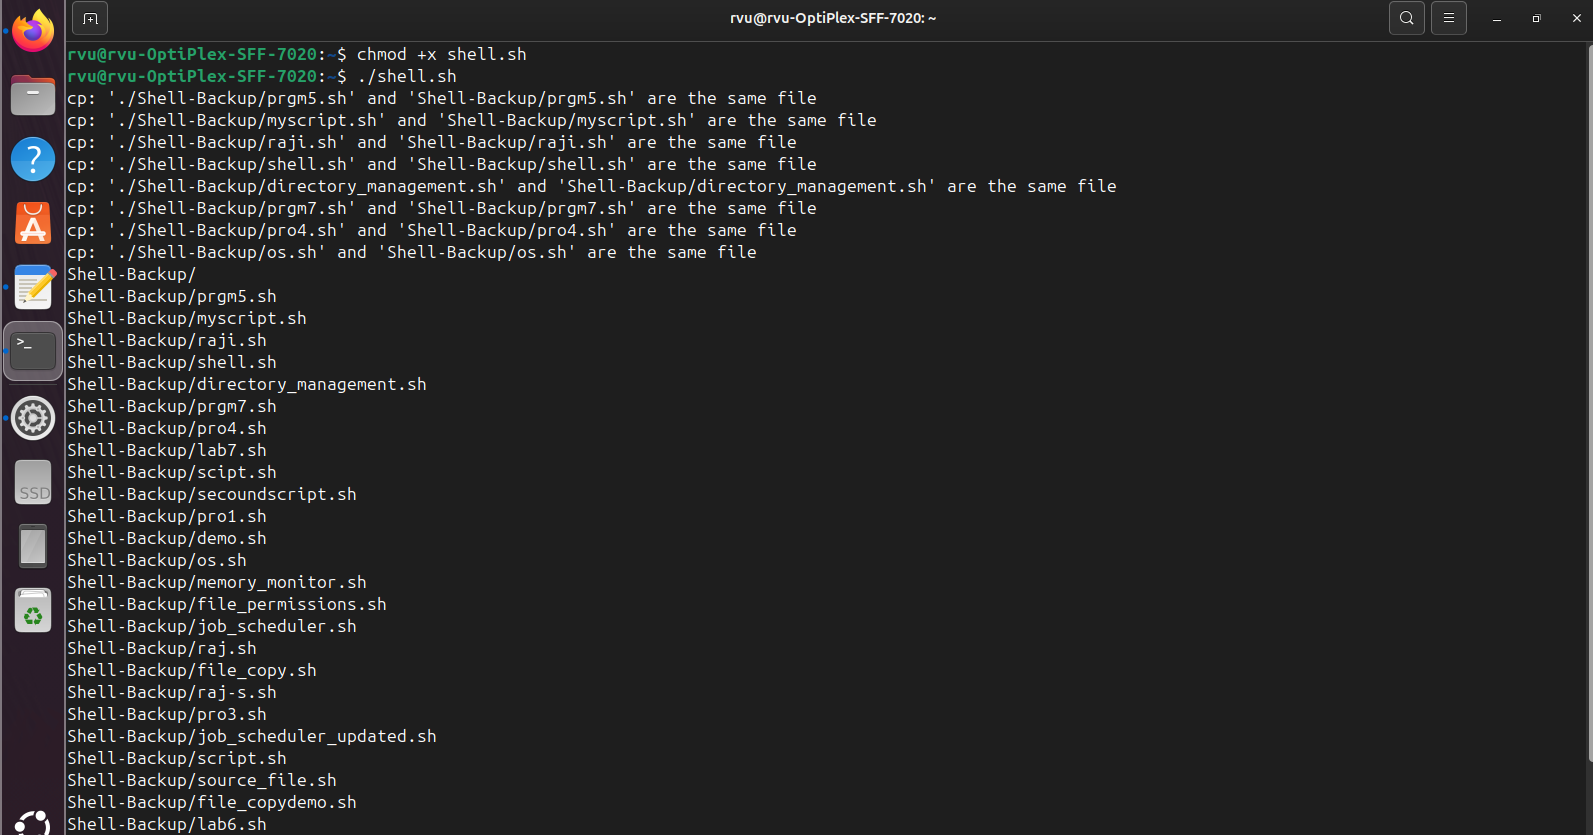 rvu@rvu-OptiPlex-SFF-7020: ~
rvu@rvu-OptiPlex-SFF-7020:~$ chmod +x shell.sh
rvu@rvu-OptiPlex-SFF-7020:~$ ./shell.sh
cp: './Shell-Backup/prgm5.sh' and 'Shell-Backup/prgm5.sh' are the same file
cp: './Shell-Backup/myscript.sh' and 'Shell-Backup/myscript.sh' are the same file
cp: './Shell-Backup/raji.sh' and 'Shell-Backup/raji.sh' are the same file
cp: './Shell-Backup/shell.sh' and 'Shell-Backup/shell.sh' are the same file
cp: './Shell-Backup/directory_management.sh' and 'Shell-Backup/directory_management.sh' are the same file
cp: './Shell-Backup/prgm7.sh' and 'Shell-Backup/prgm7.sh' are the same file
cp: './Shell-Backup/pro4.sh' and 'Shell-Backup/pro4.sh' are the same file
cp: './Shell-Backup/os.sh' and 'Shell-Backup/os.sh' are the same file
Shell-Backup/
Shell-Backup/prgm5.sh
Shell-Backup/myscript.sh
Shell-Backup/raji.sh
Shell-Backup/shell.sh
Shell-Backup/directory_management.sh
Shell-Backup/prgm7.sh
Shell-Backup/pro4.sh
Shell-Backup/lab7.sh
Shell-Backup/scipt.sh
Shell-Backup/secoundscript.sh
Shell-Backup/pro1.sh
Shell-Backup/demo.sh
Shell-Backup/os.sh
Shell-Backup/memory_monitor.sh
Shell-Backup/file_permissions.sh
Shell-Backup/job_scheduler.sh
Shell-Backup/raj.sh
Shell-Backup/file_copy.sh
Shell-Backup/raj-s.sh
Shell-Backup/pro3.sh
Shell-Backup/job_scheduler_updated.sh
Shell-Backup/script.sh
Shell-Backup/source_file.sh
Shell-Backup/file_copydemo.sh
Shell-Backup/lab6.sh
?
>_
SSD